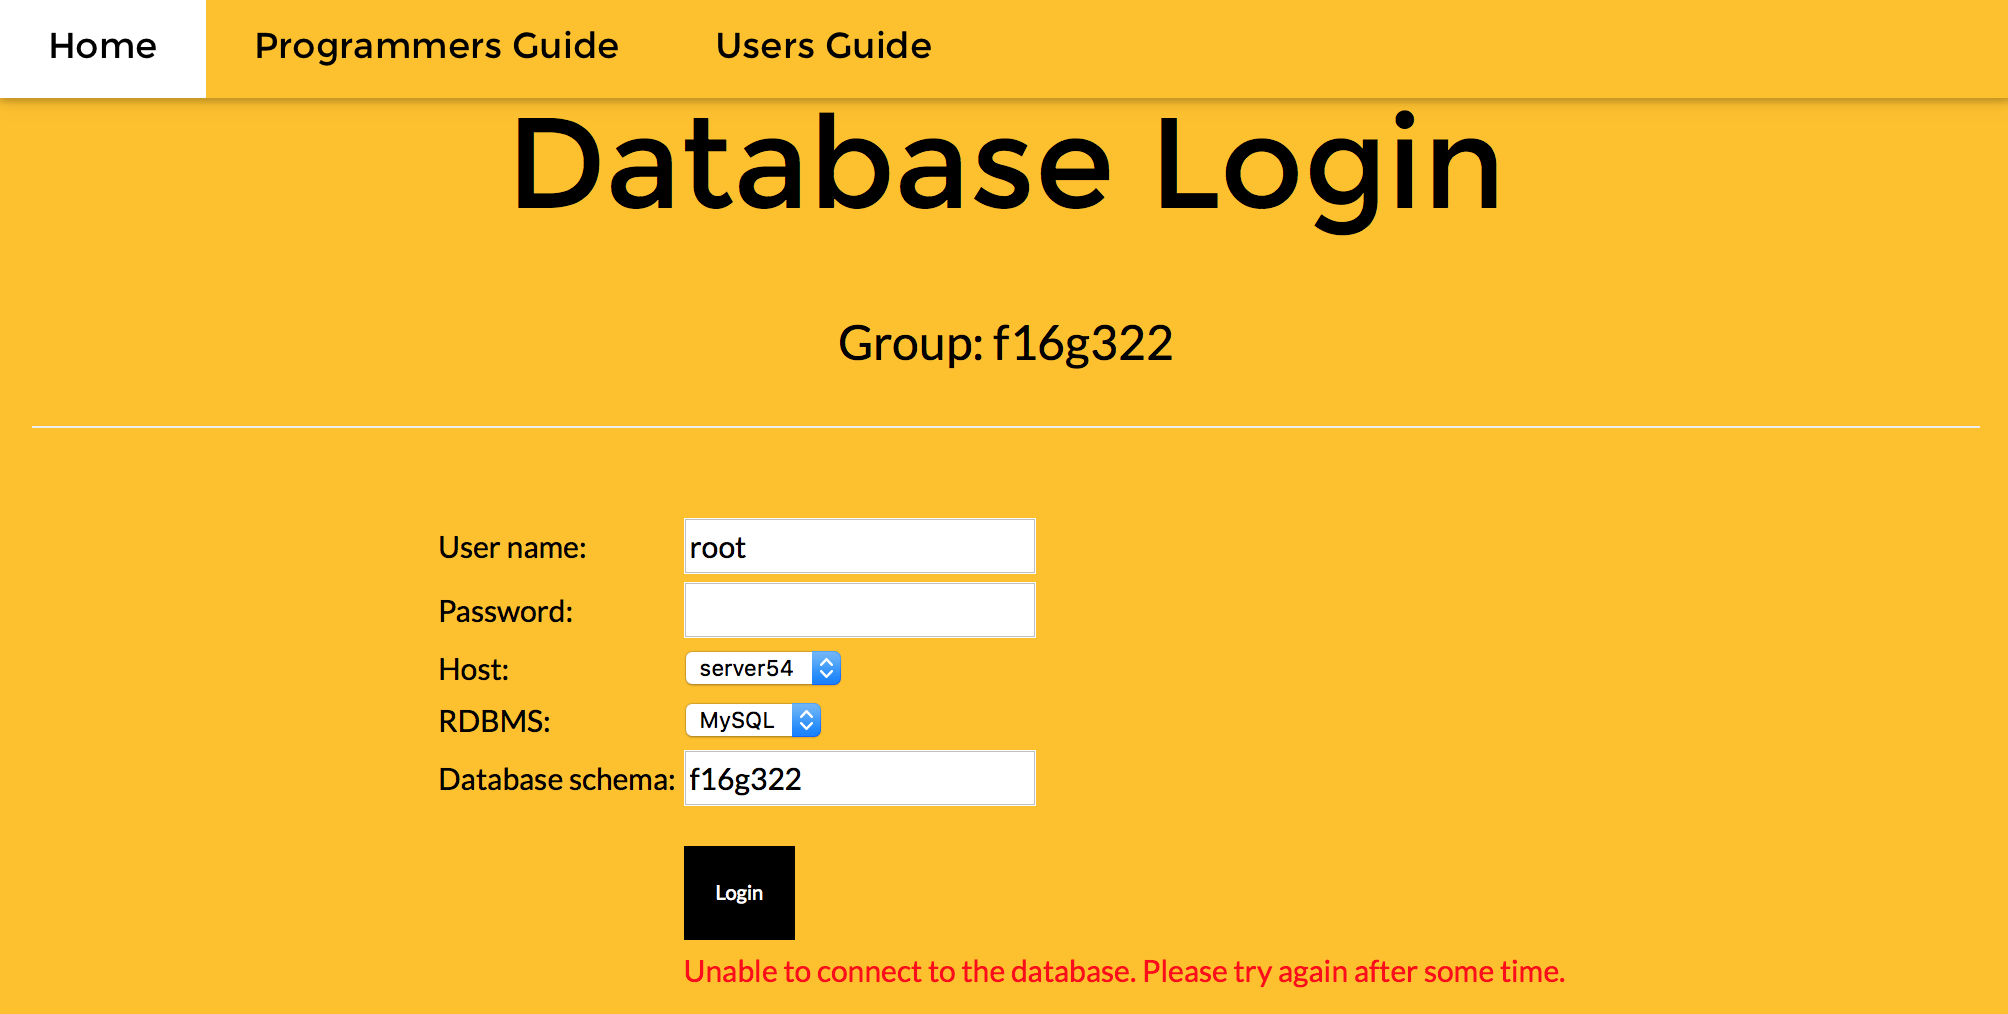 Home Programmers Guide Users Guide
Database Login
Group: f16g322
User name: root
Password:
Host: server54
RDBMS: MySQL
Database schema: f16g322
Login
Unable to connect to the database. Please try again after some time.